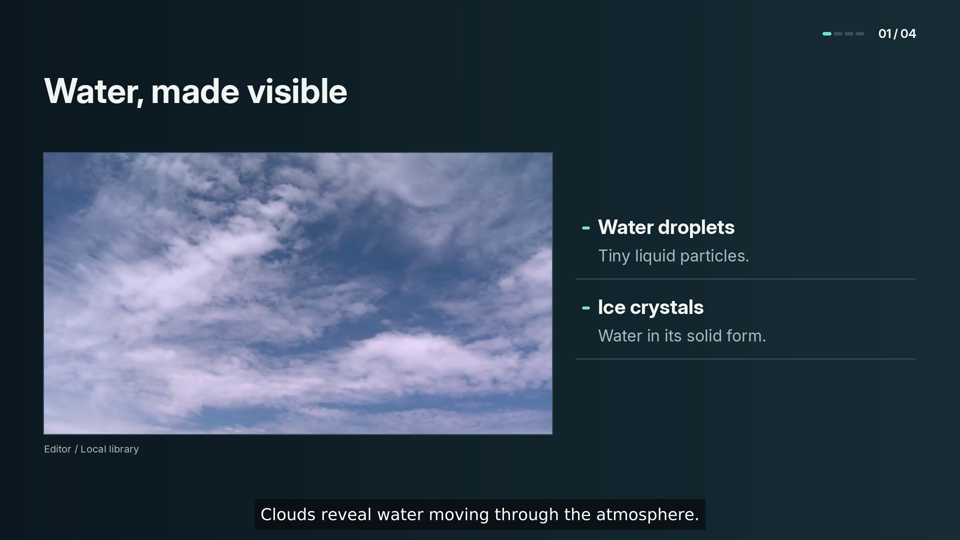 01 / 04
Water, made visible
Water droplets
Tiny liquid particles.
Ice crystals
Water in its solid form.
Editor / Local library
Clouds reveal water moving through the atmosphere.